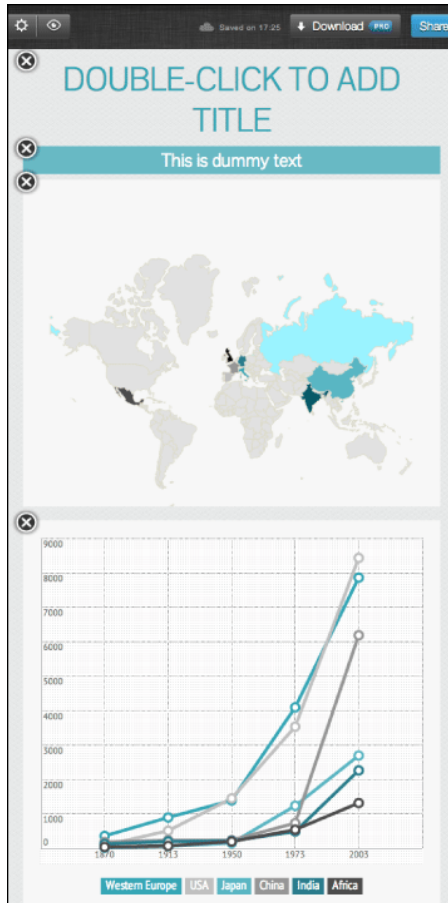 Saved on 17:25
Download PRO
Share
DOUBLE-CLICK TO ADD
TITLE
This is dummy text
9000
8000
7000
6000
5000
4000
3000
2000
1000
0
1870 1913 1950 1973 2003
Western Europe USA Japan China India Africa